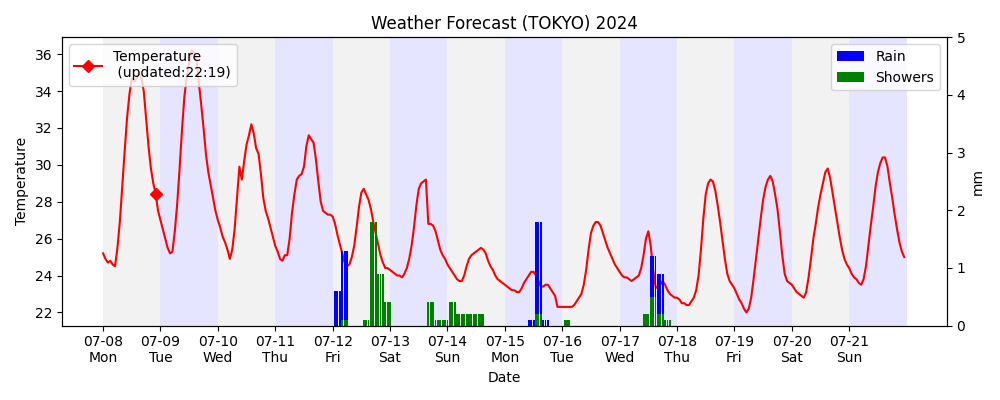 Weather Forecast (TOKYO) 2024
Temperature
(updated:22:19)
Rain
Showers
36
34
32
30
28
26
24
22
Temperature
5
4
3
2
1
0
mm
07-08 07-09 07-10 07-11 07-12 07-13 07-14 07-15 07-16 07-17 07-18 07-19 07-20 07-21
Mon Tue Wed Thu Fri Sat Sun Mon Tue Wed Thu Fri Sat Sun
Date